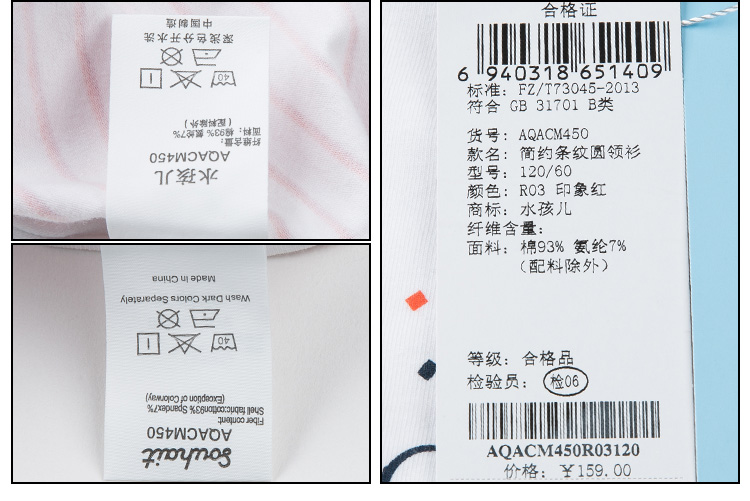 中国制造
深浅色分开水洗
40
(配料除外)
面料：棉93% 氨纶7%
纤维含量：
AQACM450
水孩儿
Made in China
Wash Dark Colors Separately
40
(Exception of Colorway)
Shell fabric:cotton93% Spandex7%
Fiber content:
AQACM450
Souhait
合格证
6 940318 651409
标准：FZ/T73045-2013
符合 GB 31701 B类
货号：AQACM450
款名：简约条纹圆领衫
型号：120/60
颜色：R03 印象红
商标：水孩儿
纤维含量：
面料：棉93% 氨纶7%
（配料除外）
等级：合格品
检验员：检06
AQACM450R03120
价格：￥159.00